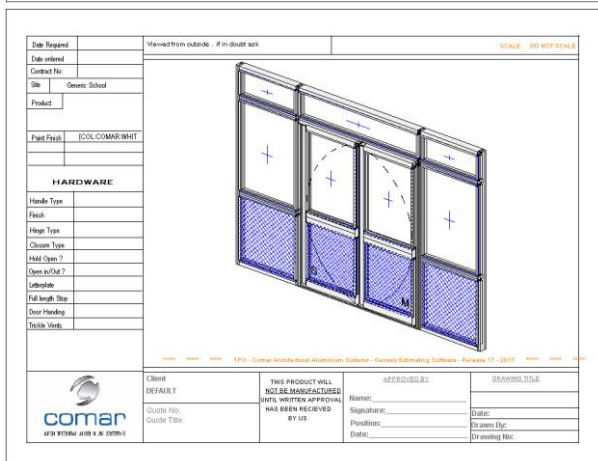 Date Required
Viewed from outside . If in doubt ask
SCALE: DO NOT SCALE
Date ordered
Contract No:
Site Generic School
Product
Paint Finish [COL:COMAR:WHIT
HARDWARE
Handle Type
Finish
Hinge Type
Closure Type
Hold Open ?
Open in/Out ?
Letterplate
Full length Stop
Door Handing
Trickle Vents
S
M
***** ***** ***** TPS - Comar Architectural Aluminium Systems - Genesis Estimating Software - Release 17 - 2017 ***** ***** *****
comar
ARCHITECTURAL ALUMINIUM SYSTEMS
Client
DEFAULT
Quote No:
Quote Title:
THIS PRODUCT WILL
NOT BE MANUFACTURED
UNTIL WRITTEN APPROVAL
HAS BEEN RECIEVED
BY US
APPROVED BY
Name:
Signature:
Position:
Date:
DRAWING TITLE
Date:
Drawn By:
Drawing No: